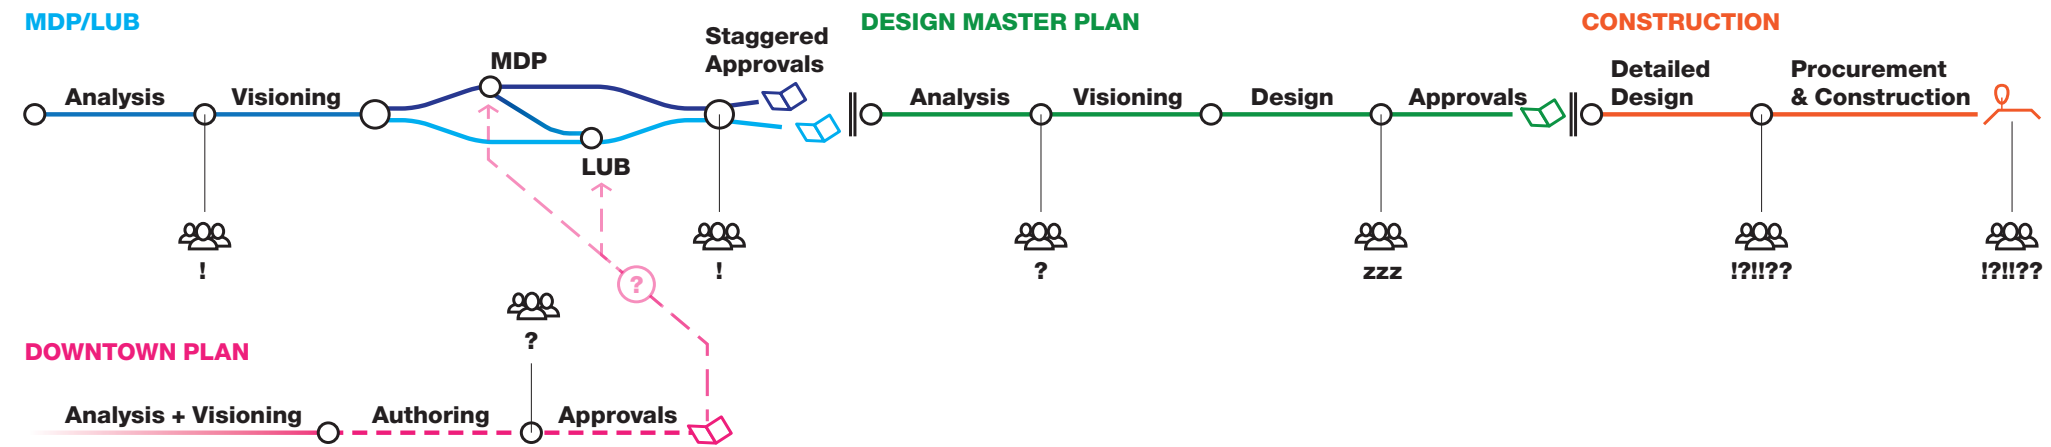 MDP/LUB
Analysis
Visioning
MDP
LUB
Staggered
Approvals
!
!
DESIGN MASTER PLAN
Analysis
Visioning
Design
Approvals
?
zzz
CONSTRUCTION
Detailed
Design
Procurement
& Construction
!?!!??
!?!!??
?
?
DOWNTOWN PLAN
Analysis + Visioning
Authoring
Approvals